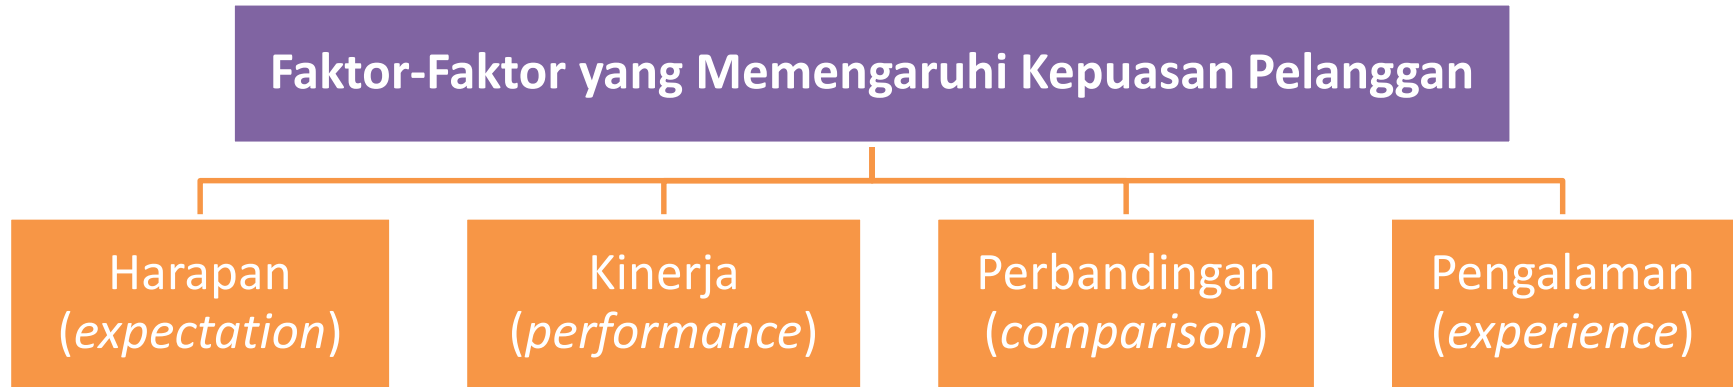 Faktor-Faktor yang Memengaruhi Kepuasan Pelanggan
Harapan
(expectation)
Kinerja
(performance)
Perbandingan
(comparison)
Pengalaman
(experience)